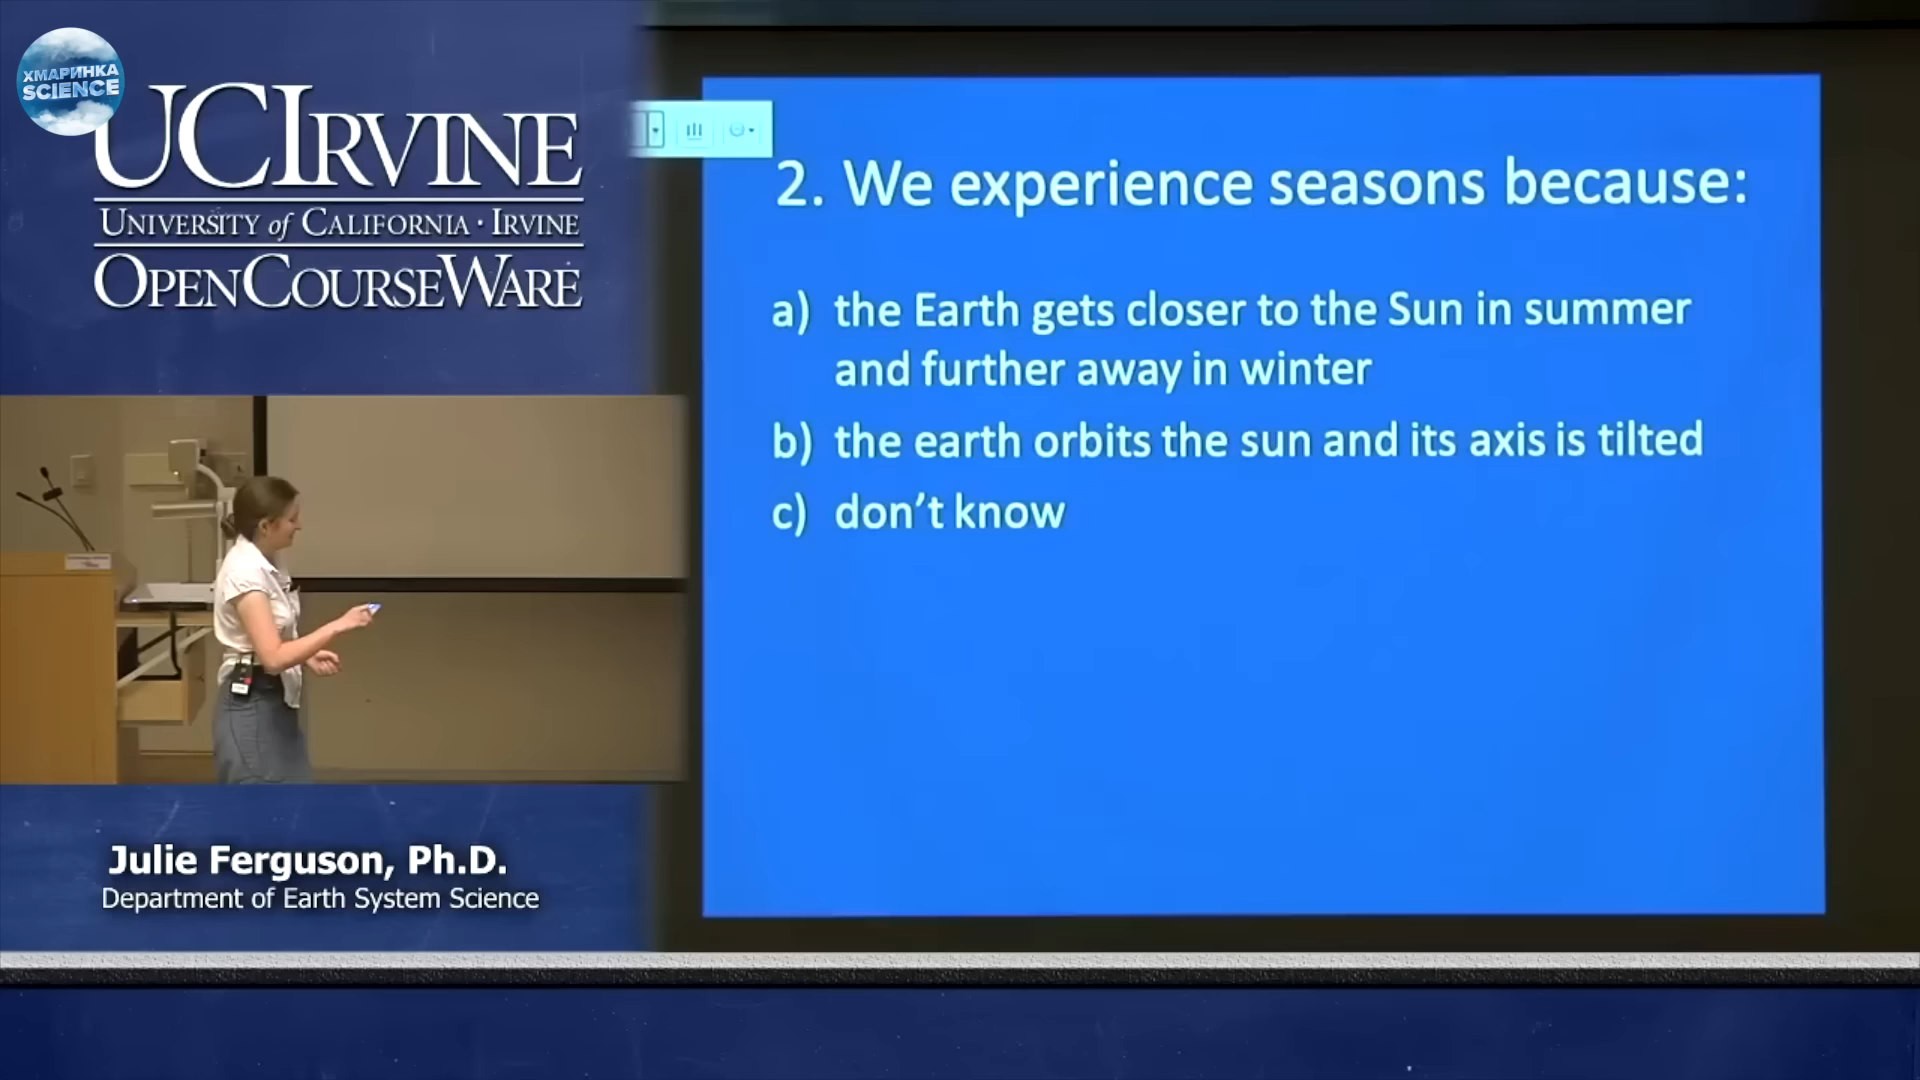 ХМАРИНКА
SCIENCE
UCIRVINE
UNIVERSITY of CALIFORNIA · IRVINE
OPENCOURSEWARE
2. We experience seasons because:
a) the Earth gets closer to the Sun in summer
and further away in winter
b) the earth orbits the sun and its axis is tilted
c) don't know
Julie Ferguson, Ph.D.
Department of Earth System Science